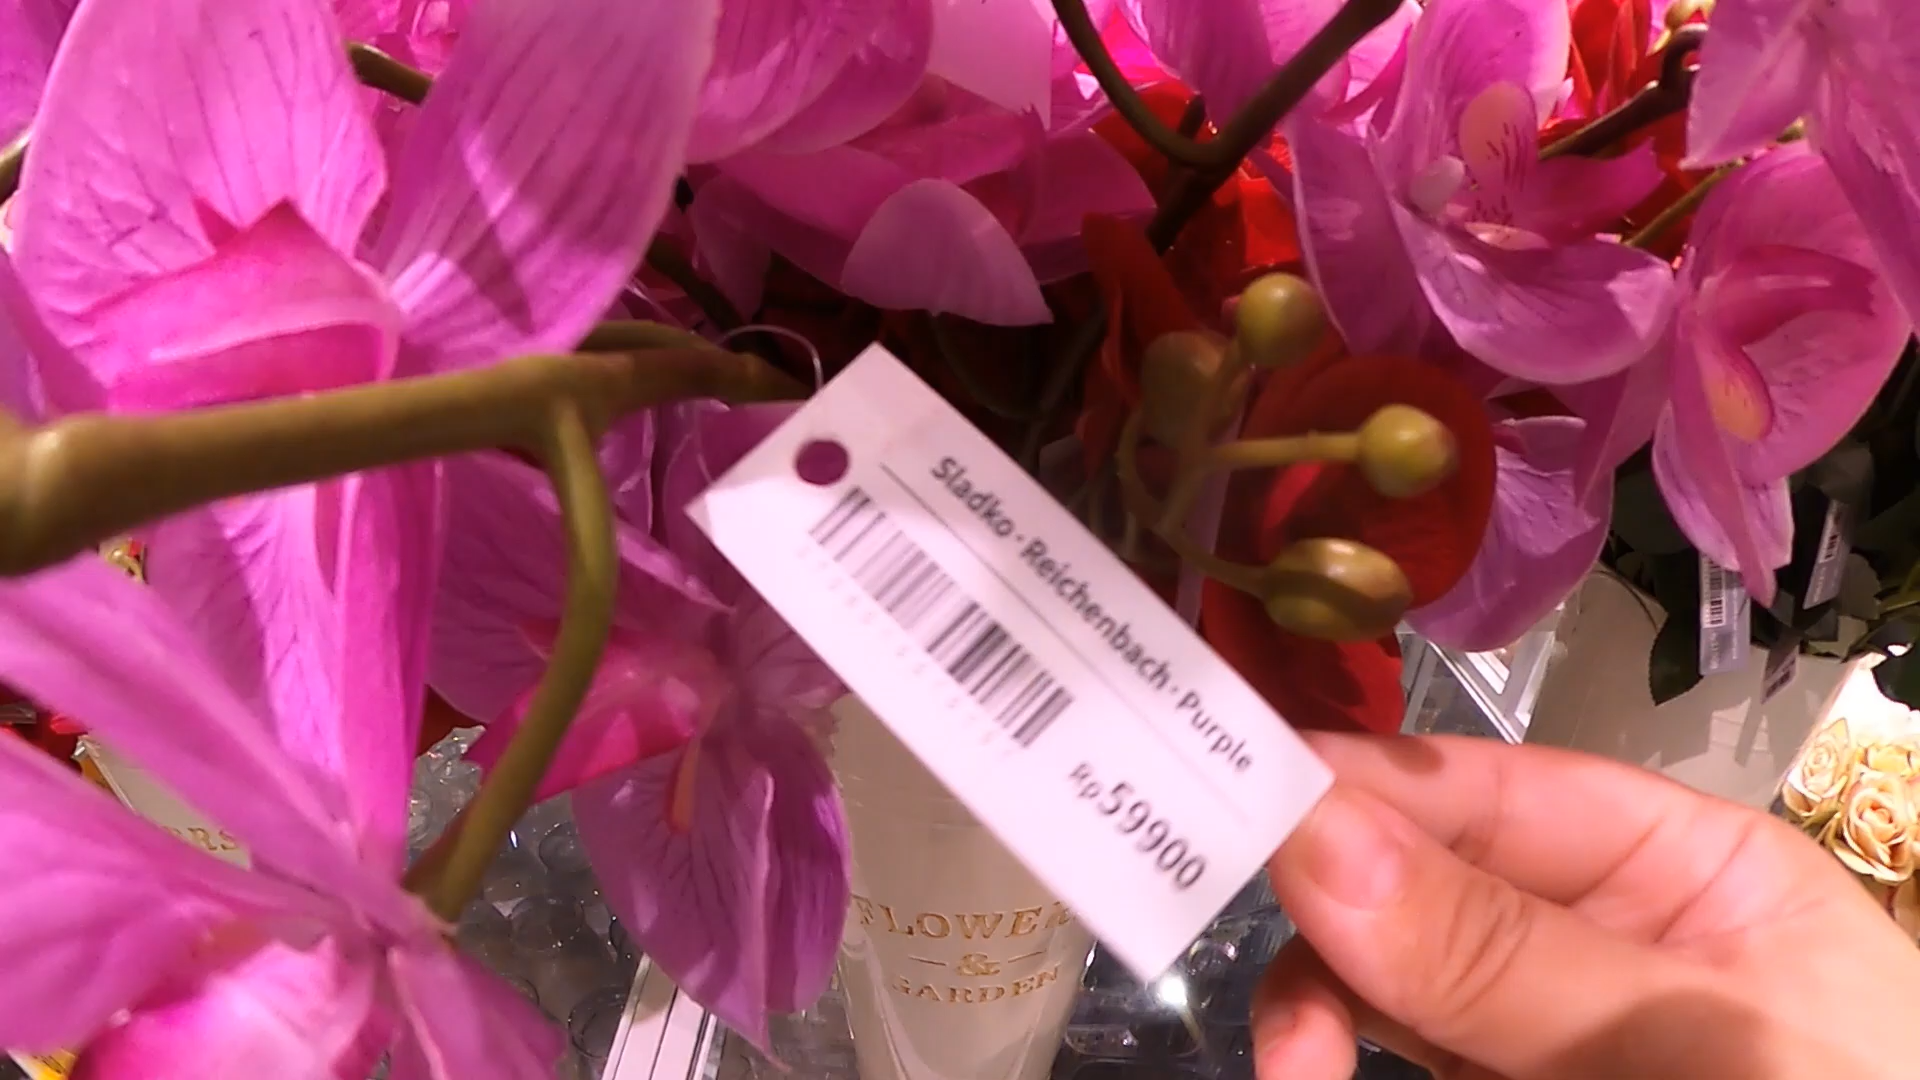 Sladko·Reichenbach·Purple
Rp59900
FLOWER
&
GARDEN